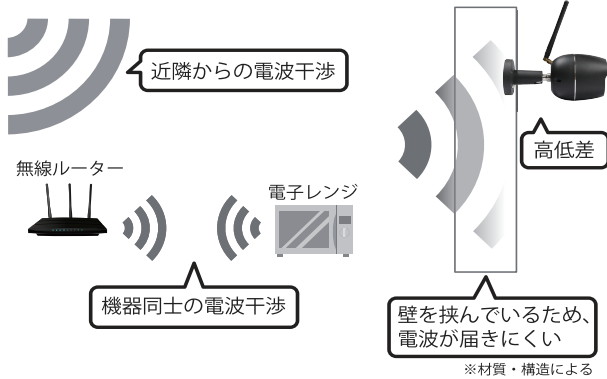 近隣からの電波干渉
高低差
無線ルーター
電子レンジ
機器同士の電波干渉
壁を挟んでいるため、
電波が届きにくい
※材質・構造による